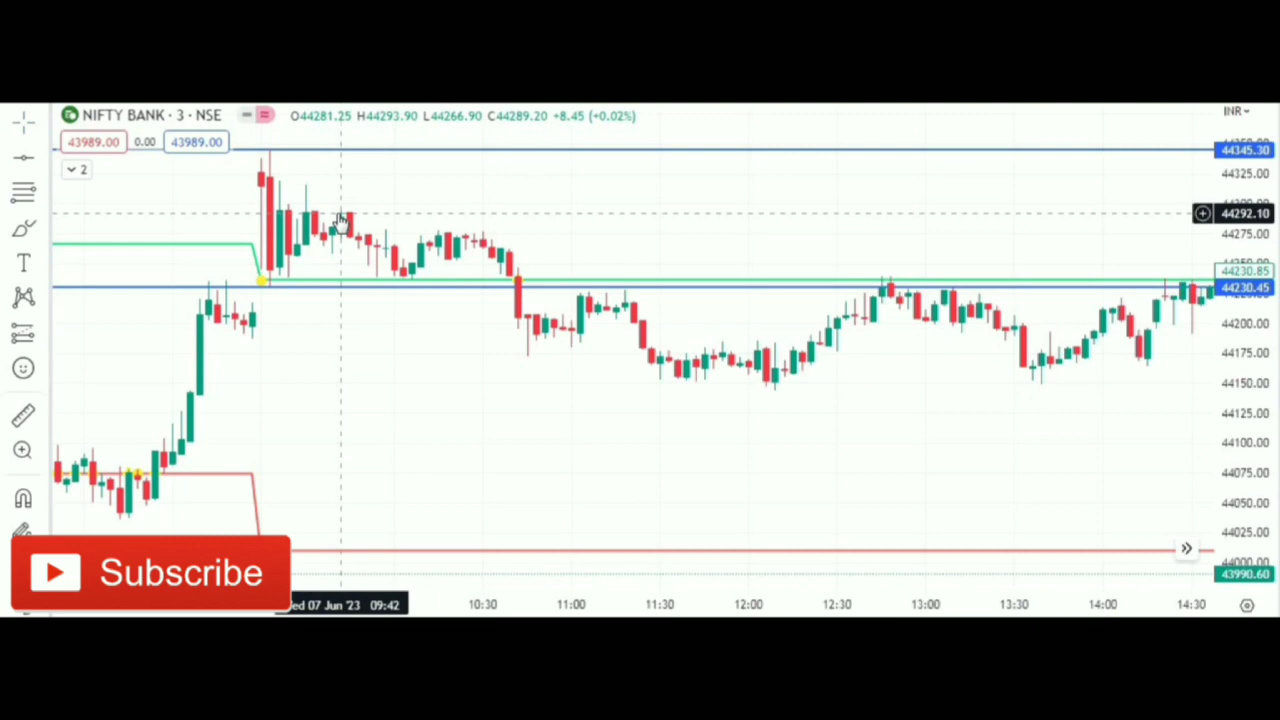 NIFTY BANK · 3 · NSE
O44281.25 H44293.90 L44266.90 C44289.20 +8.45 (+0.02%)
INR
43989.00 0.00 43989.00
2
44345.30
44325.00
44292.10
44275.00
44230.85
44230.45
44200.00
44175.00
44150.00
44125.00
44100.00
44075.00
44050.00
44025.00
44000.00
43990.60
T
Subscribe
07 Jun '23 09:42 10:30 11:00 11:30 12:00 12:30 13:00 13:30 14:00 14:30